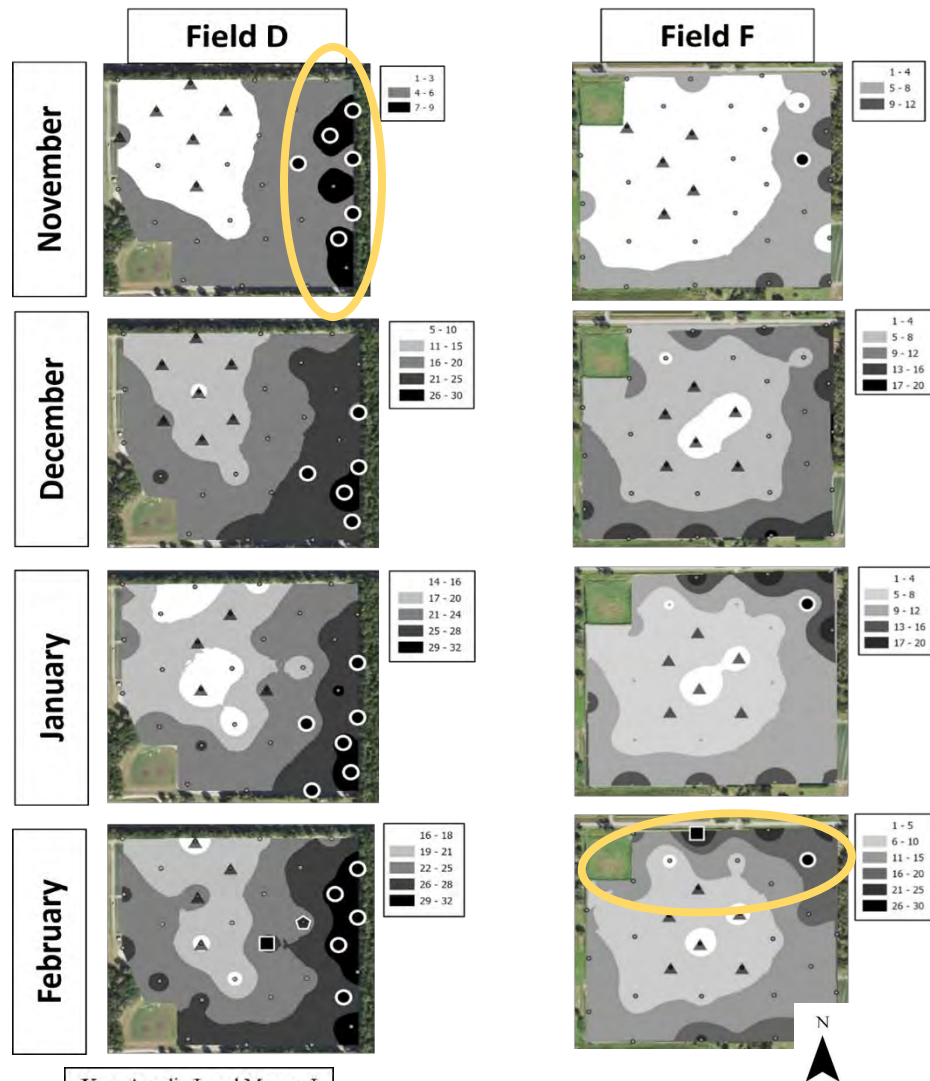 Field D
Field F
November
1 - 3
4 - 6
7 - 9
1 - 4
5 - 8
9 - 12
December
5 - 10
11 - 15
16 - 20
21 - 25
26 - 30
1 - 4
5 - 8
9 - 12
13 - 16
17 - 20
January
14 - 16
17 - 20
21 - 24
25 - 28
29 - 32
1 - 4
5 - 8
9 - 12
13 - 16
17 - 20
February
16 - 18
19 - 21
22 - 25
26 - 28
29 - 32
1 - 5
6 - 10
11 - 15
16 - 20
21 - 25
26 - 30
N